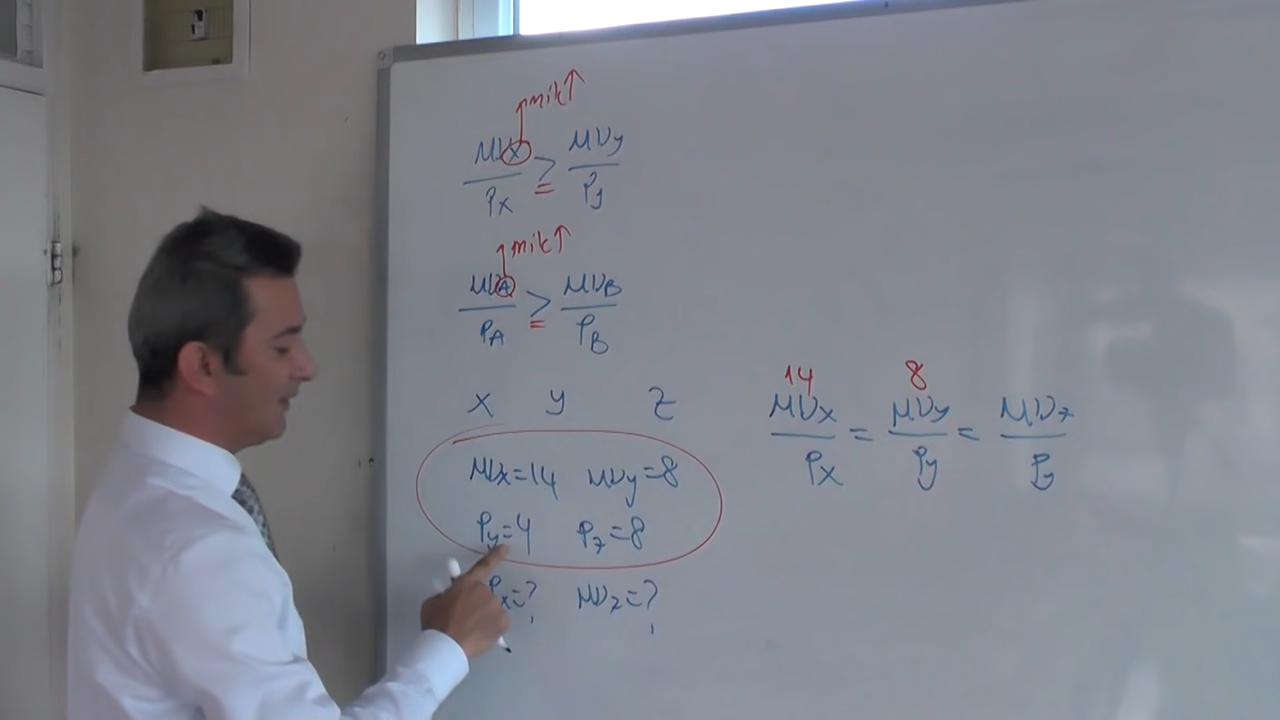 mik↑
MUx/Px ≥ MUy/Py
mik↑
MUA/PA ≥ MUB/PB
x y z
MUx=14 MUy=8
Py=4 Pz=8
Px=? MUz=?
14 8
MUx/Px = MUy/Py = MUz/Py